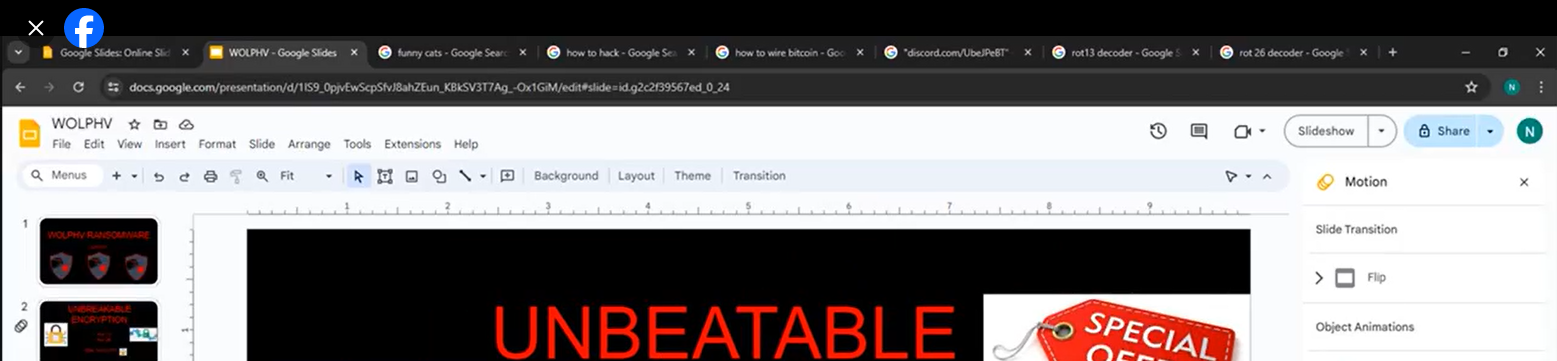 Google Slides: Online Slid
WOLPHV - Google Slides
funny cats - Google Searc
how to hack - Google Sea
how to wire bitcoin - Goo
"discord.com/UbeJPeBT"
rot13 decoder - Google S
rot 26 decoder - Google
docs.google.com/presentation/d/1IS9_0pjvEwScpSfvJ8ahZEun_KBkSV3T7Ag_-Ox1GiM/edit#slide=id.g2c2f39567ed_0_24
N
WOLPHV
File Edit View Insert Format Slide Arrange Tools Extensions Help
Slideshow
Share
N
Menus
Fit
Background
Layout
Theme
Transition
Motion
1 2 3 4 5 6 7 8 9
Slide Transition
Flip
Object Animations
1
WOLPHV RANSOMWARE
2
UNBREAKABLE
ENCRYPTION
1
UNBEATABLE
SPECIAL